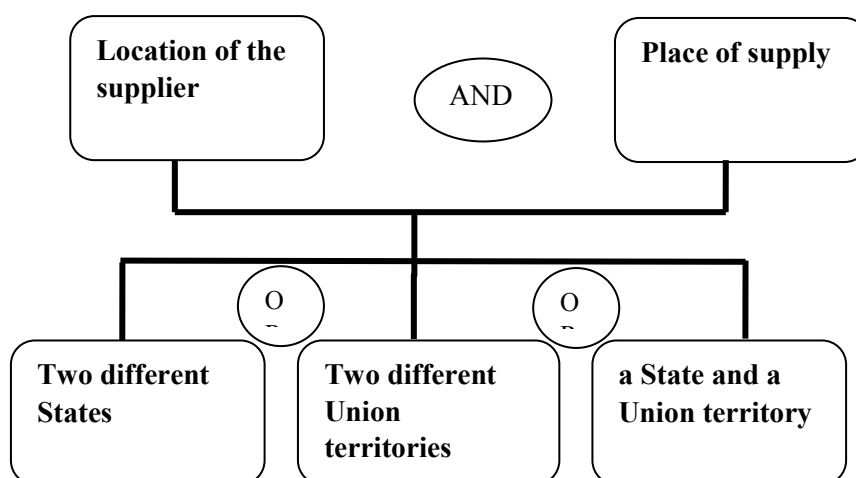 Location of the
supplier
AND
Place of supply
O
O
Two different
States
Two different
Union
territories
a State and a
Union territory